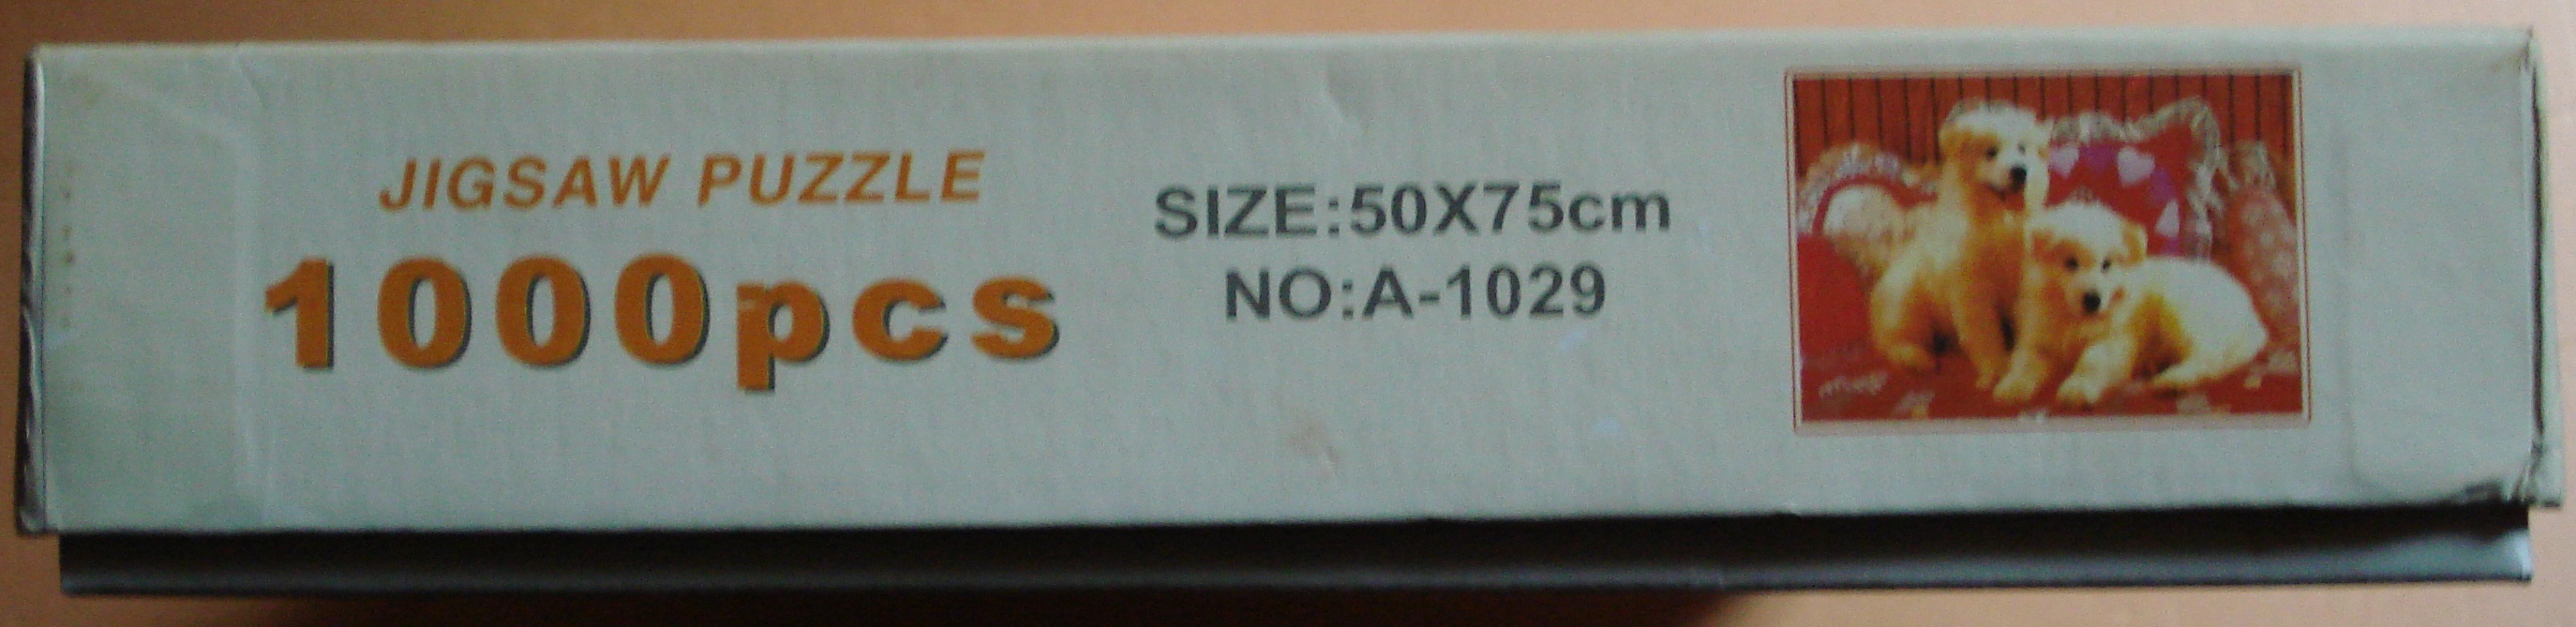 JIGSAW PUZZLE
1000pcs
SIZE:50X75cm
NO:A-1029